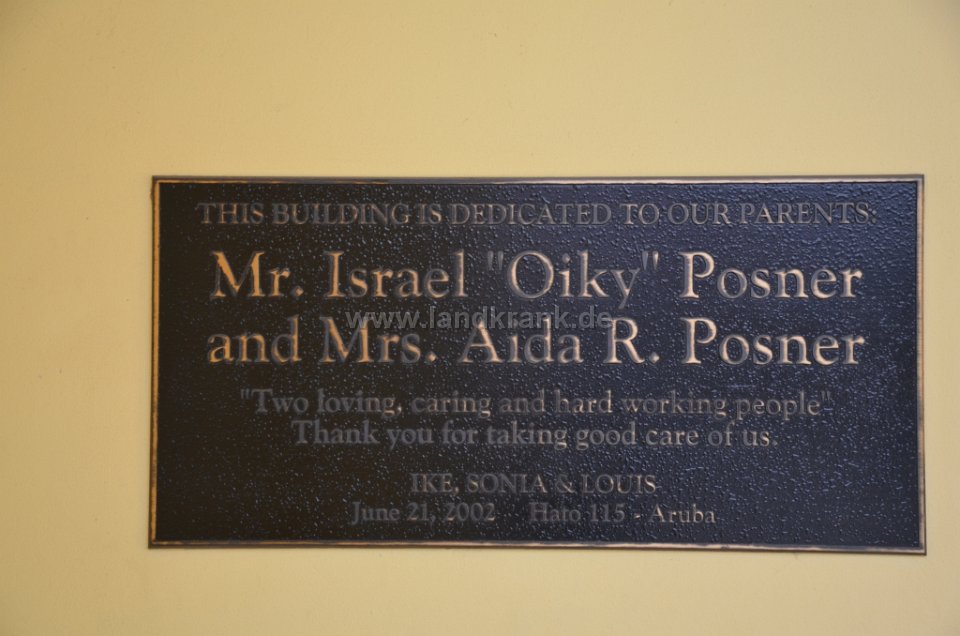 THIS BUILDING IS DEDICATED TO OUR PARENTS:
Mr. Israel "Oiky" Posner
www.landkrank.de
and Mrs. Aida R. Posner
"Two loving, caring and hard working people"
Thank you for taking good care of us.
IKE, SONIA & LOUIS
June 21, 2002 Hato 115 - Aruba